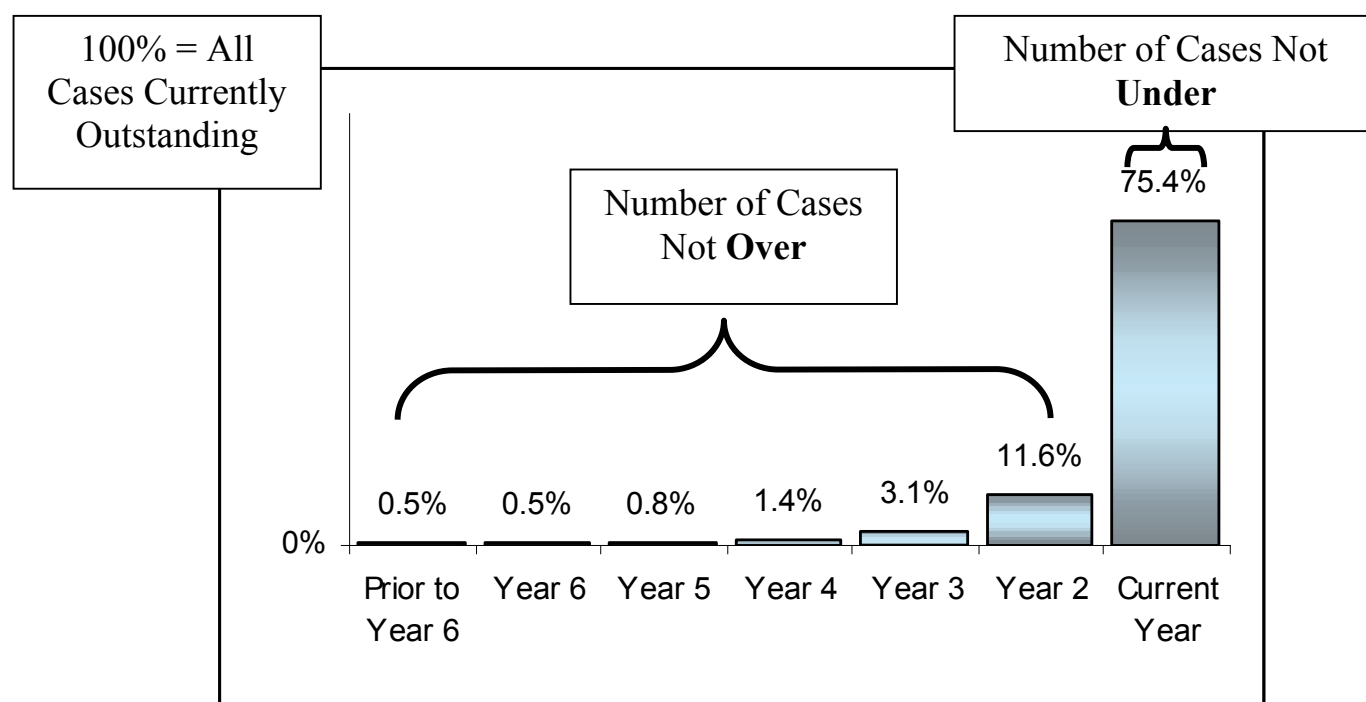 100% = All
Cases Currently
Outstanding
Number of Cases Not
Under
75.4%
Number of Cases
Not Over
11.6%
3.1%
1.4%
0.8%
0.5%
0.5%
0%
Prior to
Year 6
Year 6
Year 5
Year 4
Year 3
Year 2
Current
Year